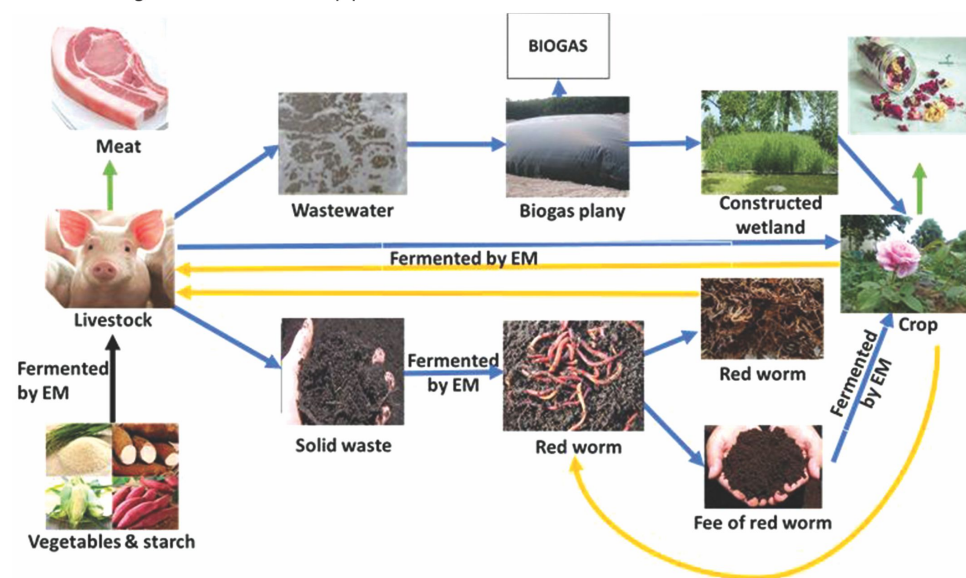 BIOGAS
Meat
Wastewater
Biogas plany
Constructed
wetland
Fermented by EM
Livestock
Crop
Fermented
by EM
Fermented
by EM
Red worm
Fermented
by EM
Solid waste
Red worm
Fee of red worm
Vegetables & starch